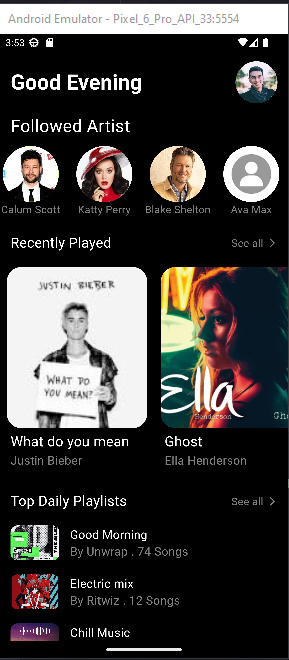 Android Emulator - Pixel_6_Pro_API_33:5554
3:53
Good Evening
Followed Artist
Calum Scott
Katty Perry
Blake Shelton
Ava Max
Recently Played
See all
JUSTIN BIEBER
WHAT DO
YOU MEAN?
Ella
Henderson
Gh
What do you mean
Justin Bieber
Ghost
Ella Henderson
Top Daily Playlists
See all
Good Morning
By Unwrap . 74 Songs
Electric mix
By Ritwiz . 12 Songs
Chill Music